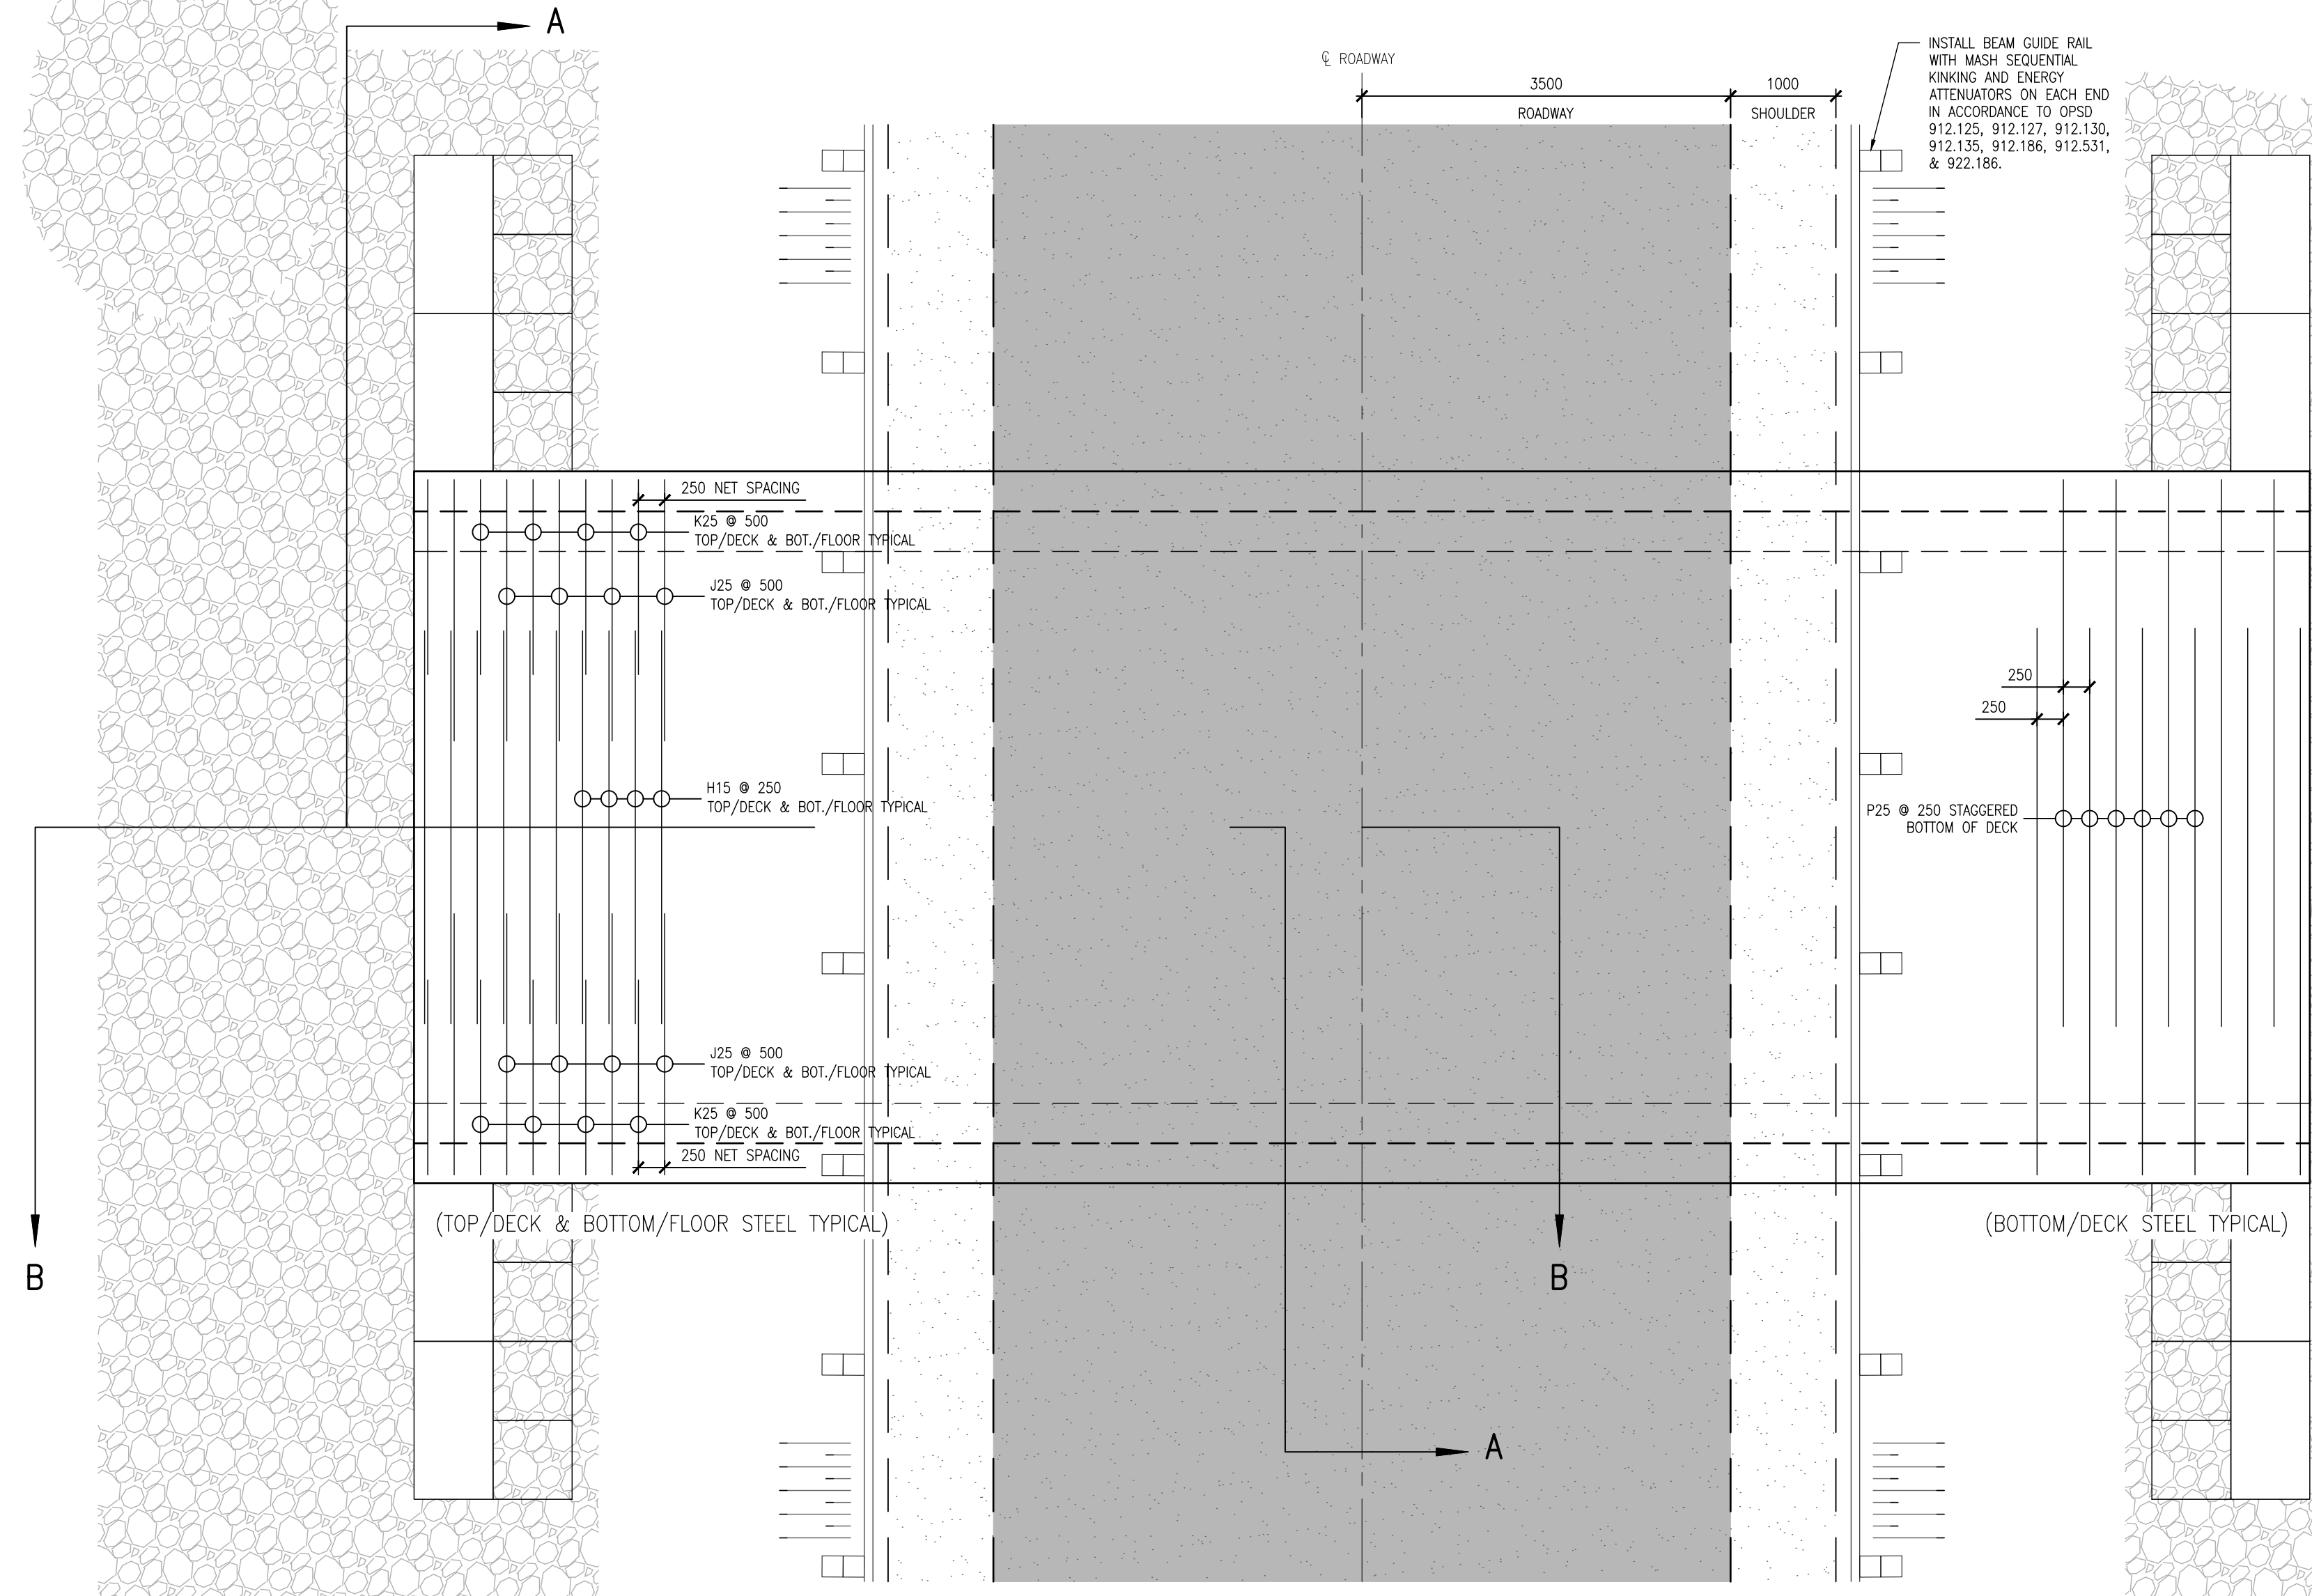 A
℄ ROADWAY
3500
1000
ROADWAY
SHOULDER
INSTALL BEAM GUIDE RAIL
WITH MASH SEQUENTIAL
KINKING AND ENERGY
ATTENUATORS ON EACH END
IN ACCORDANCE TO OPSD
912.125, 912.127, 912.130,
912.135, 912.186, 912.531,
& 922.186.
250 NET SPACING
K25 @ 500
TOP/DECK & BOT./FLOOR TYPICAL
J25 @ 500
TOP/DECK & BOT./FLOOR TYPICAL
250
250
H15 @ 250
TOP/DECK & BOT./FLOOR TYPICAL
P25 @ 250 STAGGERED
BOTTOM OF DECK
J25 @ 500
TOP/DECK & BOT./FLOOR TYPICAL
K25 @ 500
TOP/DECK & BOT./FLOOR TYPICAL
250 NET SPACING
(TOP/DECK & BOTTOM/FLOOR STEEL TYPICAL)
(BOTTOM/DECK STEEL TYPICAL)
B
B
A